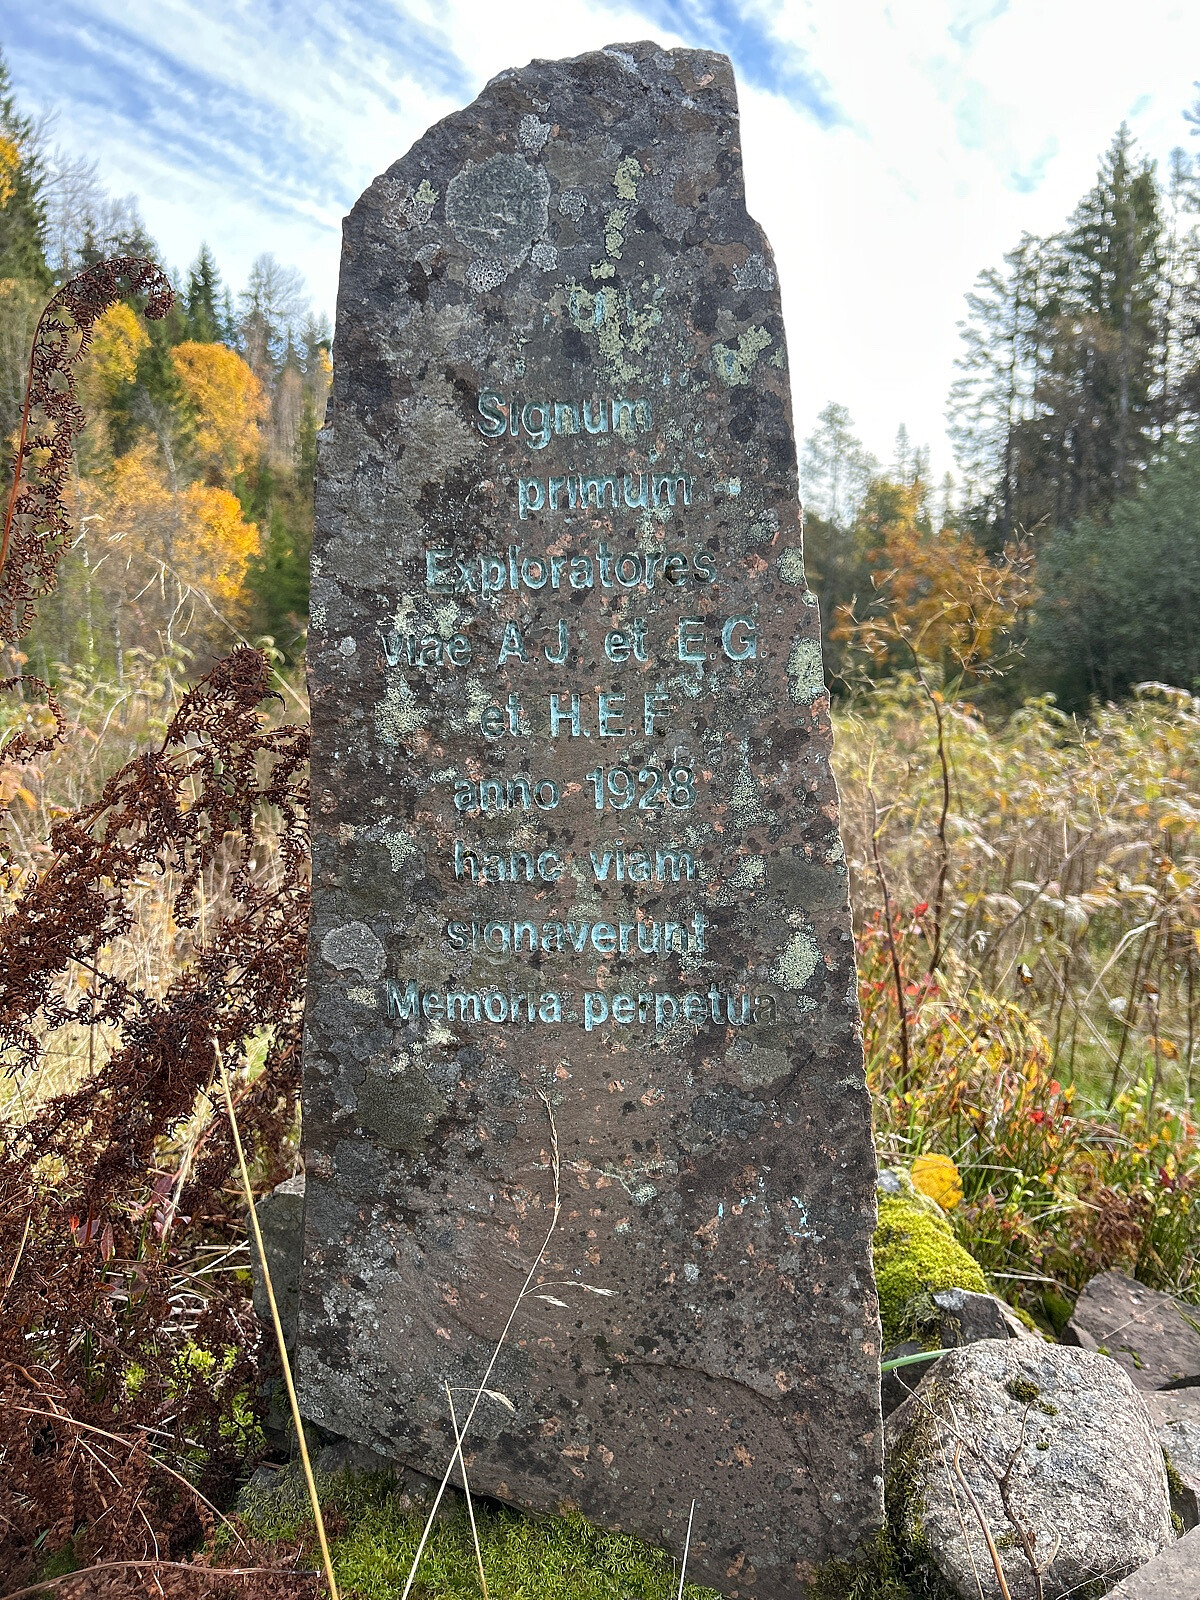 Signum
primum
Exploratores
viae A.J. et E.G.
et H.E.F
anno 1928
hanc viam
signaverunt
Memoria perpetua